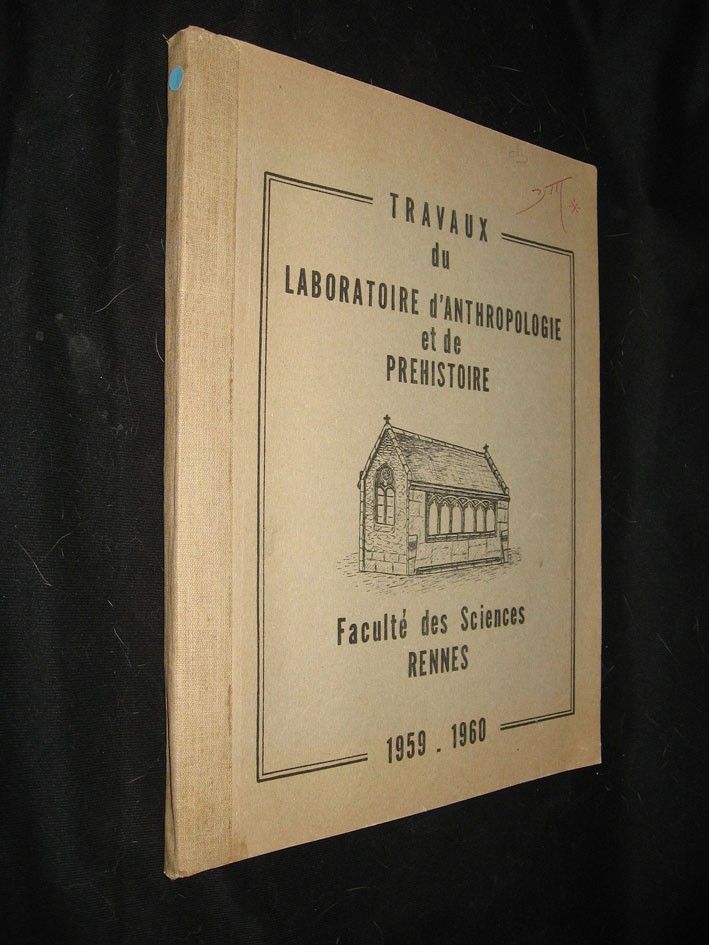 TRAVAUX
du
LABORATOIRE d'ANTHROPOLOGIE
et de
PREHISTOIRE
Faculté des Sciences
RENNES
1959 - 1960